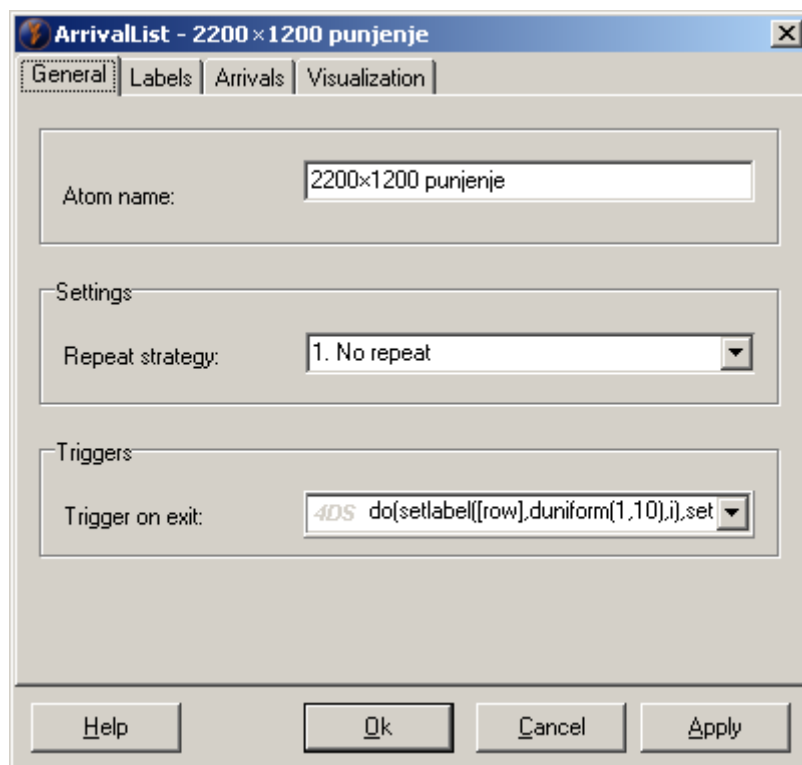 ArrivalList - 2200×1200 punjenje
General Labels Arrivals Visualization
Atom name: 2200×1200 punjenje
Settings
Repeat strategy: 1. No repeat
Triggers
Trigger on exit: 4DS do(setlabel([row],duniform(1,10),i),set
Help Ok Cancel Apply